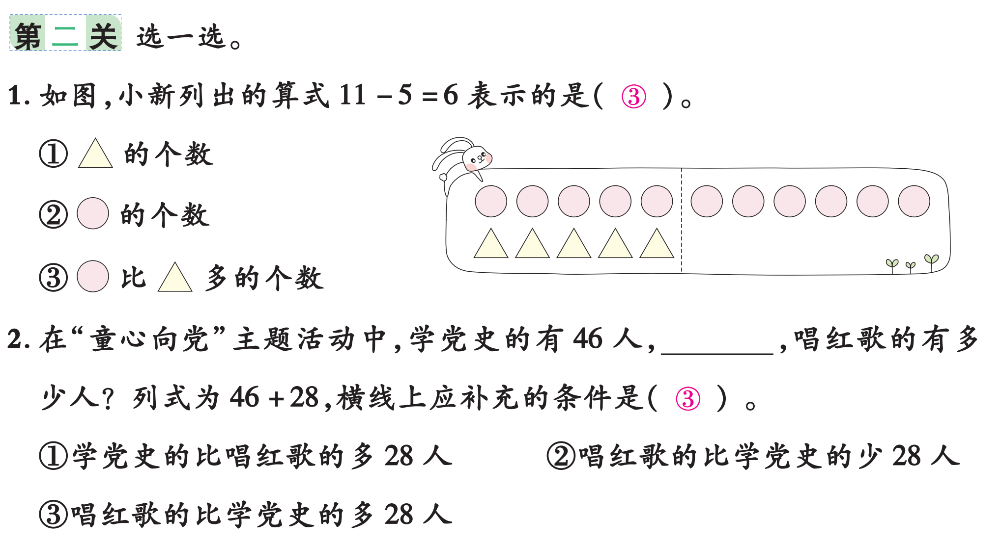 第二关 选一选。
1. 如图,小新列出的算式 11-5=6 表示的是( ③ )。
① 的个数
② 的个数
③ 比 多的个数
2. 在“童心向党”主题活动中,学党史的有 46 人,________,唱红歌的有多
少人? 列式为 46+28,横线上应补充的条件是( ③ )。
①学党史的比唱红歌的多 28 人 ②唱红歌的比学党史的少 28 人
③唱红歌的比学党史的多 28 人